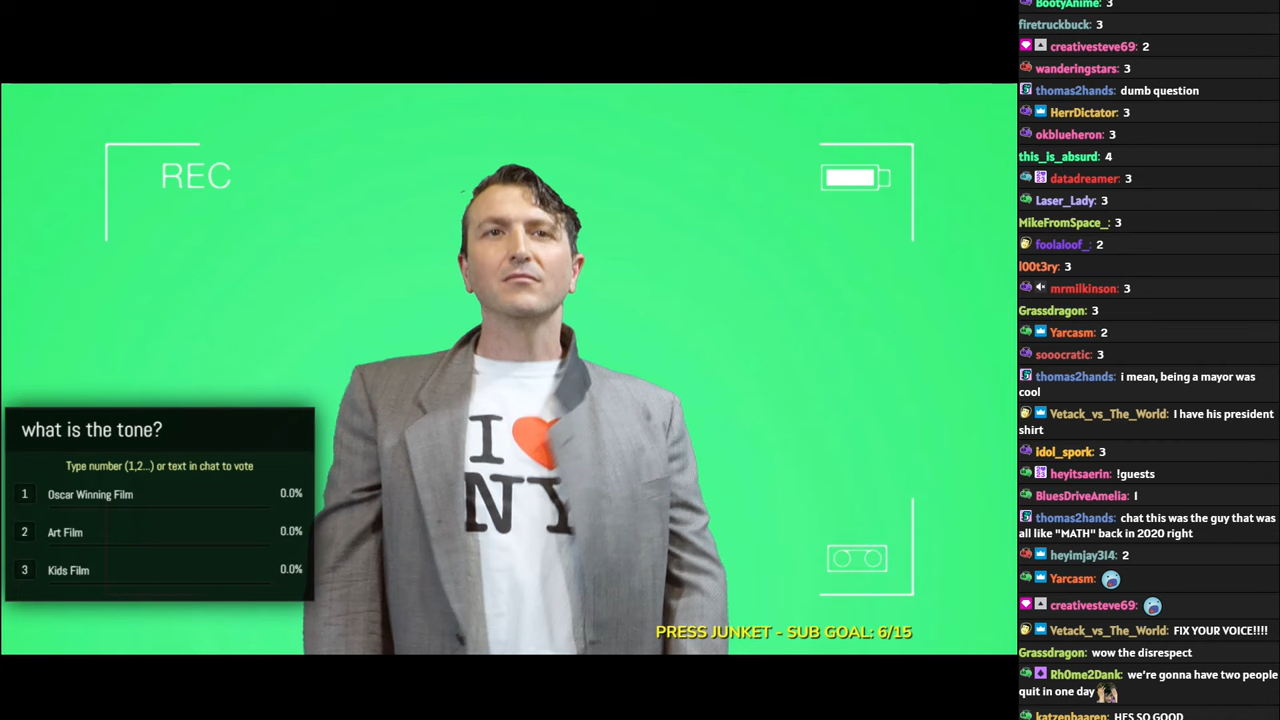 REC
I
NY
what is the tone?
Type number (1,2...) or text in chat to vote
1 Oscar Winning Film 0.0%
2 Art Film 0.0%
3 Kids Film 0.0%
PRESS JUNKET - SUB GOAL: 6/15
BootyAnime: 3
firetruckbuck: 3
creativesteve69: 2
wanderingstars: 3
thomas2hands: dumb question
HerrDictator: 3
okblueheron: 3
this_is_absurd: 4
datadreamer: 3
Laser_Lady: 3
MikeFromSpace_: 3
foolaloof_: 2
l00t3ry: 3
mrmilkinson: 3
Grassdragon: 3
Yarcasm: 2
sooocratic: 3
thomas2hands: i mean, being a mayor was
cool
Vetack_vs_The_World: I have his president
shirt
idol_spork: 3
heyitsaerin: !guests
BluesDriveAmelia: I
thomas2hands: chat this was the guy that was
all like "MATH" back in 2020 right
heyimjay314: 2
Yarcasm:
creativesteve69:
Vetack_vs_The_World: FIX YOUR VOICE!!!!
Grassdragon: wow the disrespect
Rh0me2Dank: we're gonna have two people
quit in one day
katzenhaaren: HES SO GOOD